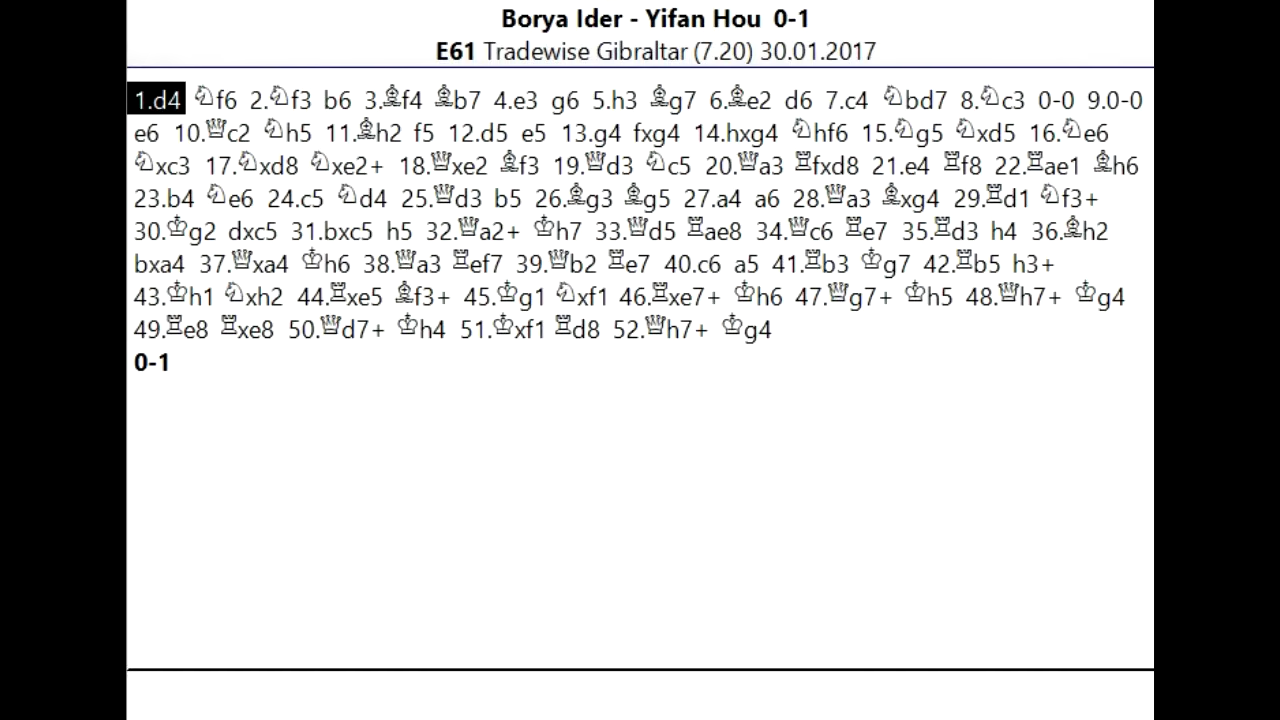 Borya Ider - Yifan Hou 0-1
E61 Tradewise Gibraltar (7.20) 30.01.2017
1.d4 ♘f6 2.♘f3 b6 3.♗f4 ♗b7 4.e3 g6 5.h3 ♗g7 6.♗e2 d6 7.c4 ♘bd7 8.♘c3 0-0 9.0-0
e6 10.♕c2 ♘h5 11.♗h2 f5 12.d5 e5 13.g4 fxg4 14.hxg4 ♘hf6 15.♘g5 ♘xd5 16.♘e6
♘xc3 17.♘xd8 ♘xe2+ 18.♕xe2 ♗f3 19.♕d3 ♘c5 20.♕a3 ♖fxd8 21.e4 ♖f8 22.♖ae1 ♗h6
23.b4 ♘e6 24.c5 ♘d4 25.♕d3 b5 26.♗g3 ♗g5 27.a4 a6 28.♕a3 ♗xg4 29.♖d1 ♘f3+
30.♔g2 dxc5 31.bxc5 h5 32.♕a2+ ♔h7 33.♕d5 ♖ae8 34.♕c6 ♖e7 35.♖d3 h4 36.♗h2
bxa4 37.♕xa4 ♔h6 38.♕a3 ♖ef7 39.♕b2 ♖e7 40.c6 a5 41.♖b3 ♔g7 42.♖b5 h3+
43.♔h1 ♘xh2 44.♖xe5 ♗f3+ 45.♔g1 ♘xf1 46.♖xe7+ ♔h6 47.♕g7+ ♔h5 48.♕h7+ ♔g4
49.♖e8 ♖xe8 50.♕d7+ ♔h4 51.♔xf1 ♖d8 52.♕h7+ ♔g4
0-1